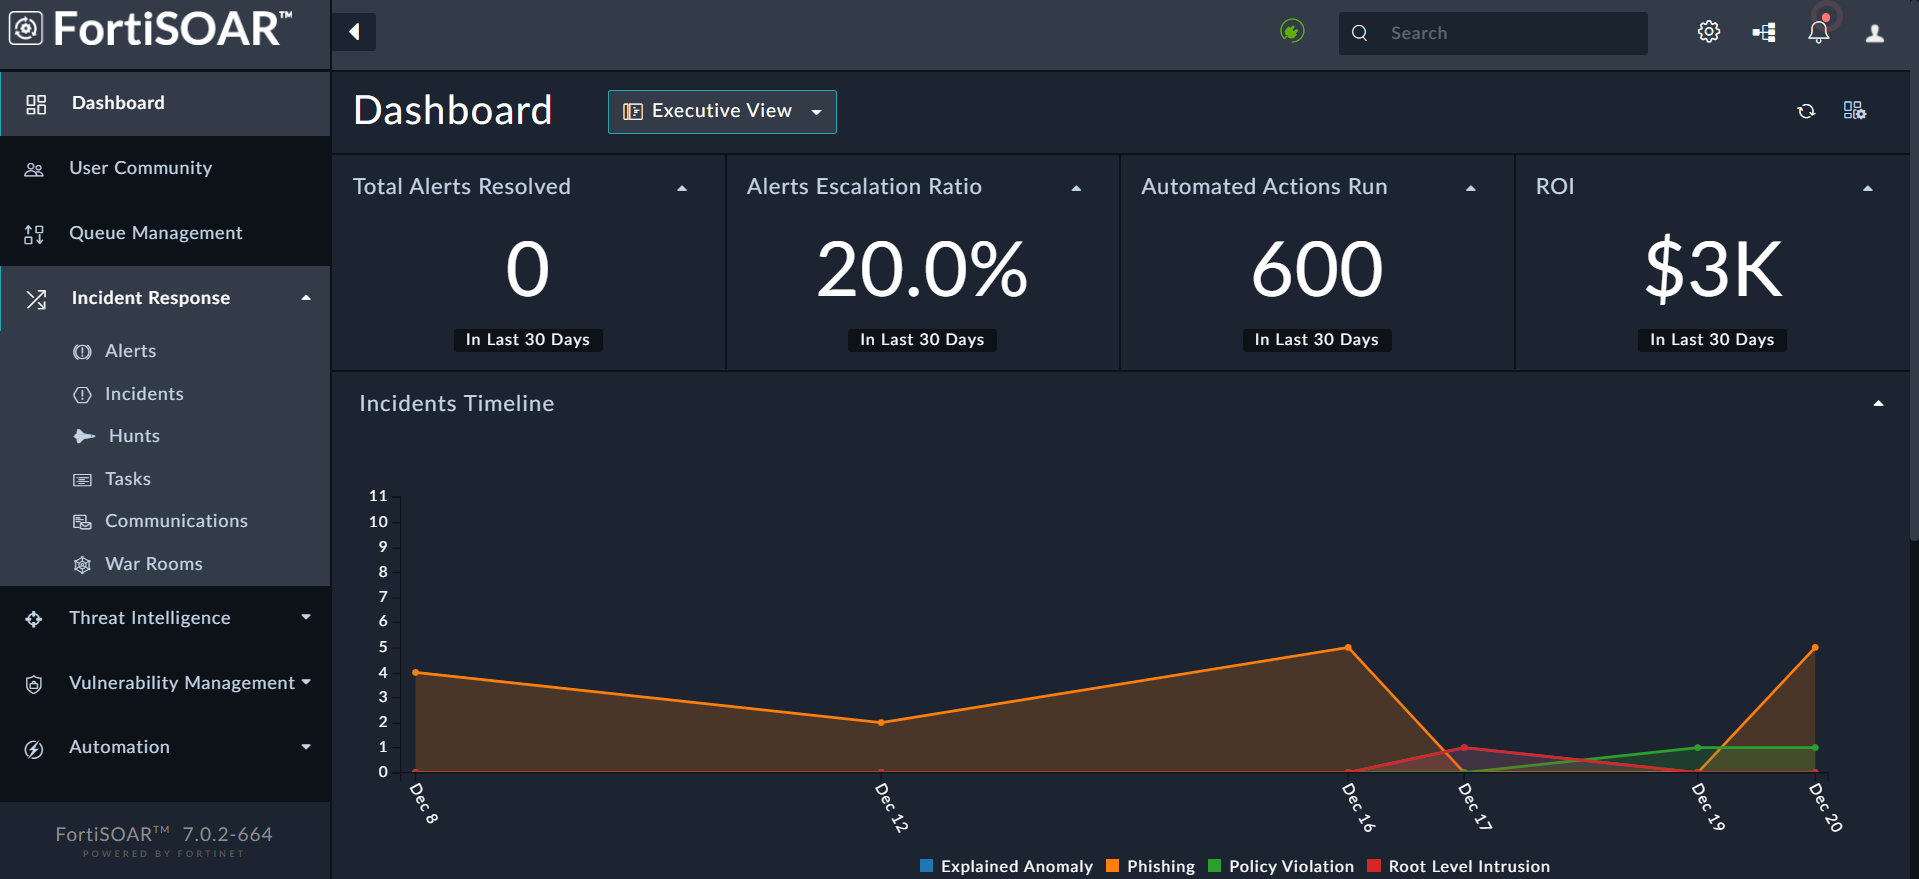 FortiSOAR™
Search
Dashboard
User Community
Queue Management
Incident Response
Alerts
Incidents
Hunts
Tasks
Communications
War Rooms
Threat Intelligence
Vulnerability Management
Automation
FortiSOAR™ 7.0.2-664
POWERED BY FORTINET
Dashboard
Executive View
Total Alerts Resolved
0
In Last 30 Days
Alerts Escalation Ratio
20.0%
In Last 30 Days
Automated Actions Run
600
In Last 30 Days
ROI
$3K
In Last 30 Days
Incidents Timeline
11
10
9
8
7
6
5
4
3
2
1
0
Dec 8
Dec 12
Dec 16
Dec 17
Dec 19
Dec 20
Explained Anomaly
Phishing
Policy Violation
Root Level Intrusion